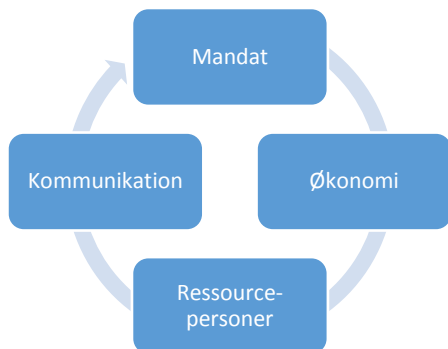 Mandat
Økonomi
Ressource-
personer
Kommunikation